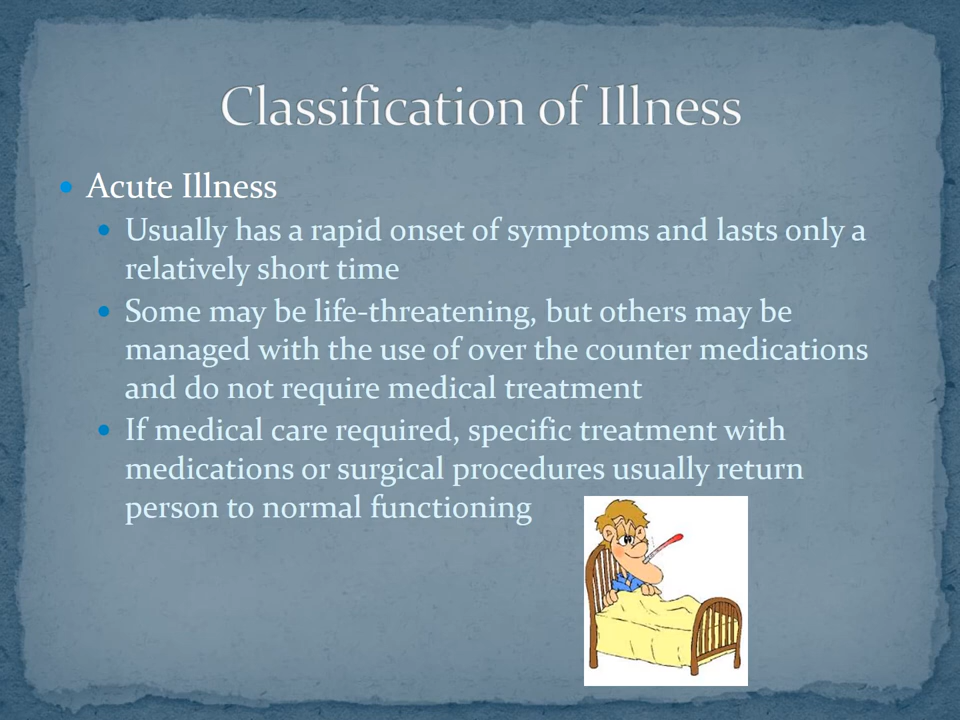 Classification of Illness
Acute Illness
Usually has a rapid onset of symptoms and lasts only a
relatively short time
Some may be life-threatening, but others may be
managed with the use of over the counter medications
and do not require medical treatment
If medical care required, specific treatment with
medications or surgical procedures usually return
person to normal functioning